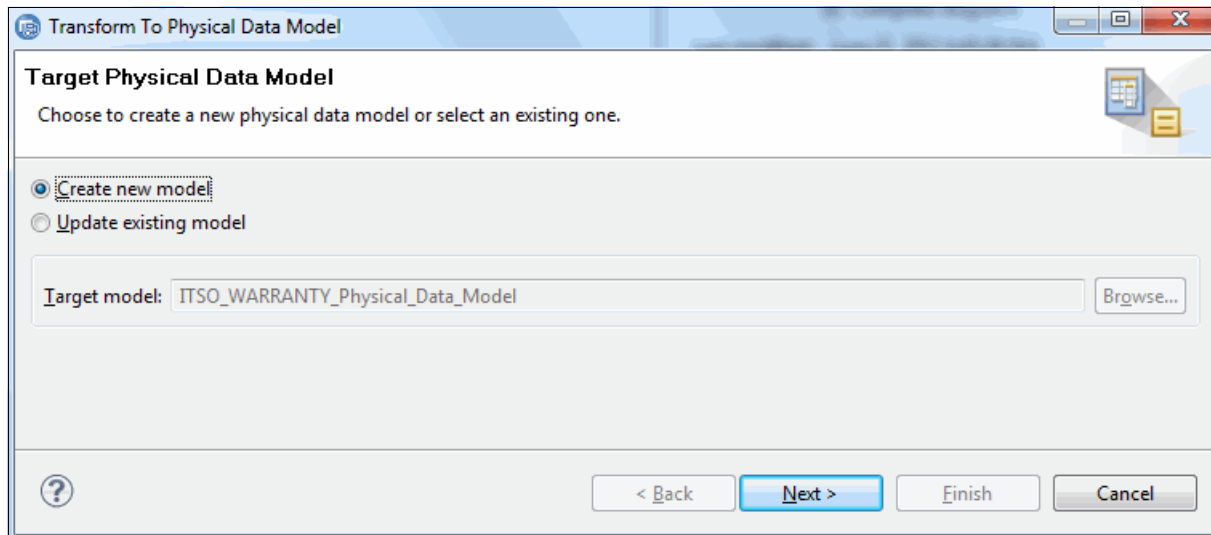 Transform To Physical Data Model
Target Physical Data Model
Choose to create a new physical data model or select an existing one.
Create new model
Update existing model
Target model: ITSO_WARRANTY_Physical_Data_Model Browse...
? < Back Next > Finish Cancel